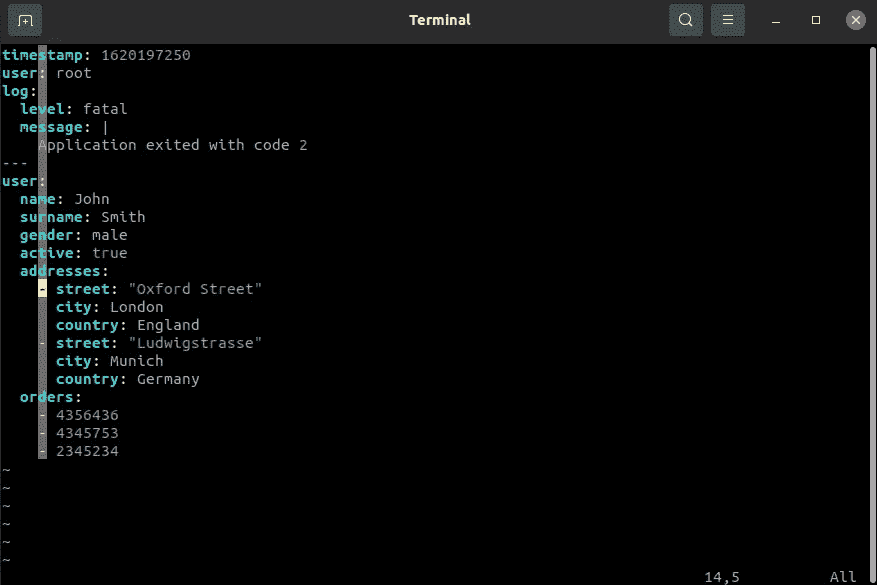 Terminal
timestamp: 1620197250
user: root
log:
  level: fatal
  message: |
    Application exited with code 2
---
user:
  name: John
  surname: Smith
  gender: male
  active: true
  addresses:
    - street: "Oxford Street"
      city: London
      country: England
    - street: "Ludwigstrasse"
      city: Munich
      country: Germany
  orders:
    - 4356436
    - 4345753
    - 2345234
~
~
~
~
~
~
14,5 All